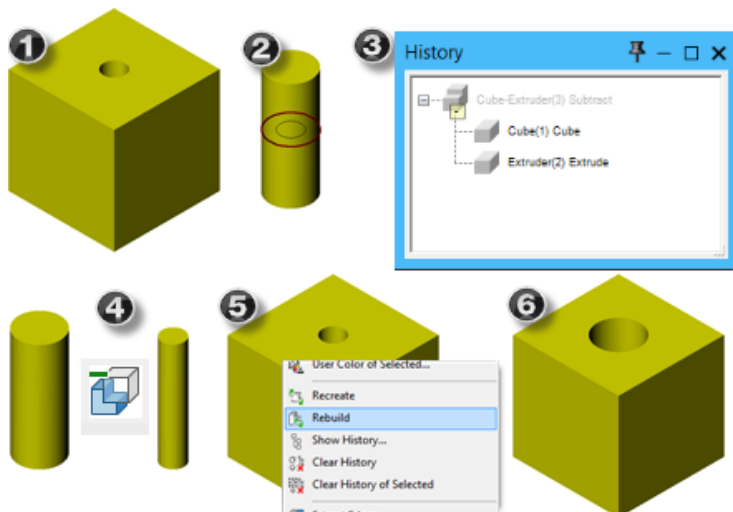 1
2
3
History
Cube-Extruder(3) Subtract
Cube(1) Cube
Extruder(2) Extrude
4
5
6
User Color of Selected...
Recreate
Rebuild
Show History...
Clear History
Clear History of Selected